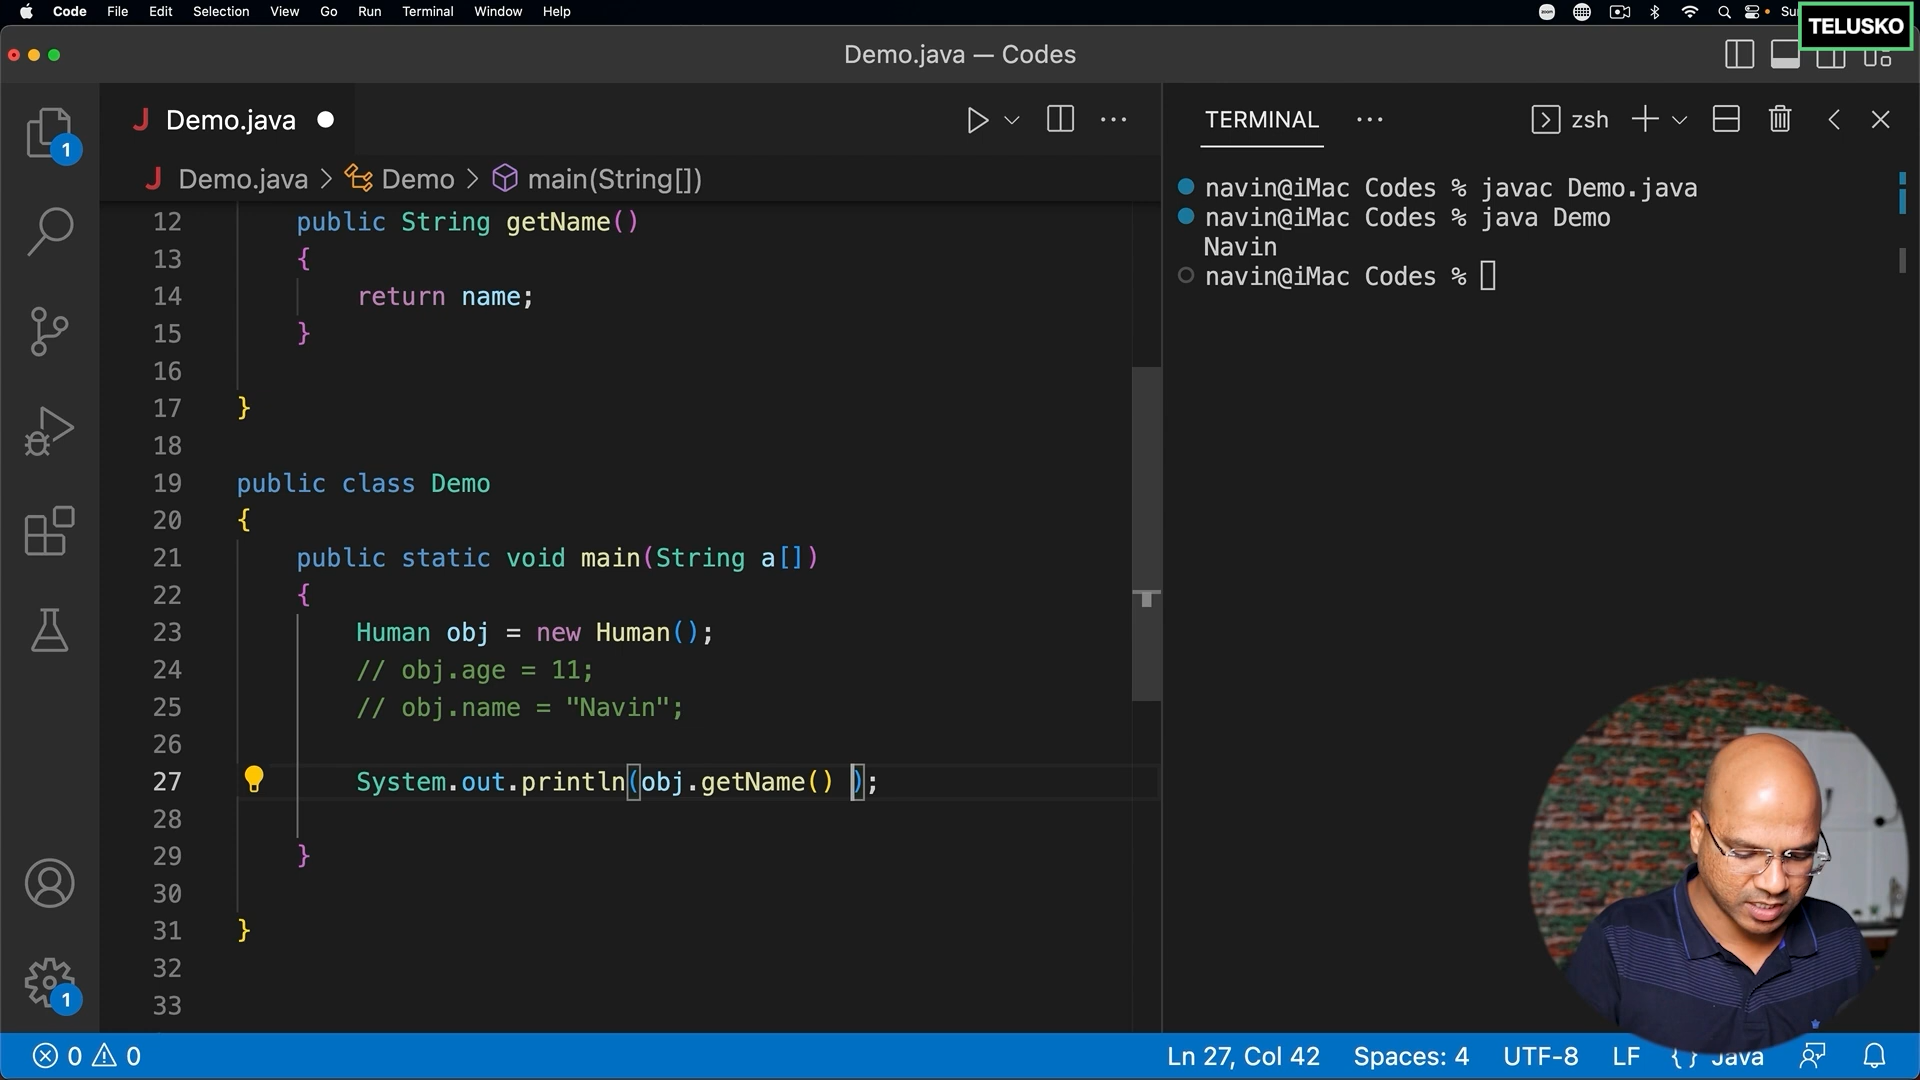 Code File Edit Selection View Go Run Terminal Window Help
TELUSKO
Demo.java — Codes
Demo.java
Demo.java > Demo > main(String[])
12 public String getName()
13 {
14 return name;
15 }
16
17 }
18
19 public class Demo
20 {
21 public static void main(String a[])
22 {
23 Human obj = new Human();
24 // obj.age = 11;
25 // obj.name = "Navin";
26
27 System.out.println(obj.getName() );
28
29 }
30
31 }
32
33
1
1
TERMINAL
zsh
navin@iMac Codes % javac Demo.java
navin@iMac Codes % java Demo
Navin
navin@iMac Codes %
0 0
Ln 27, Col 42 Spaces: 4 UTF-8 LF { } Java